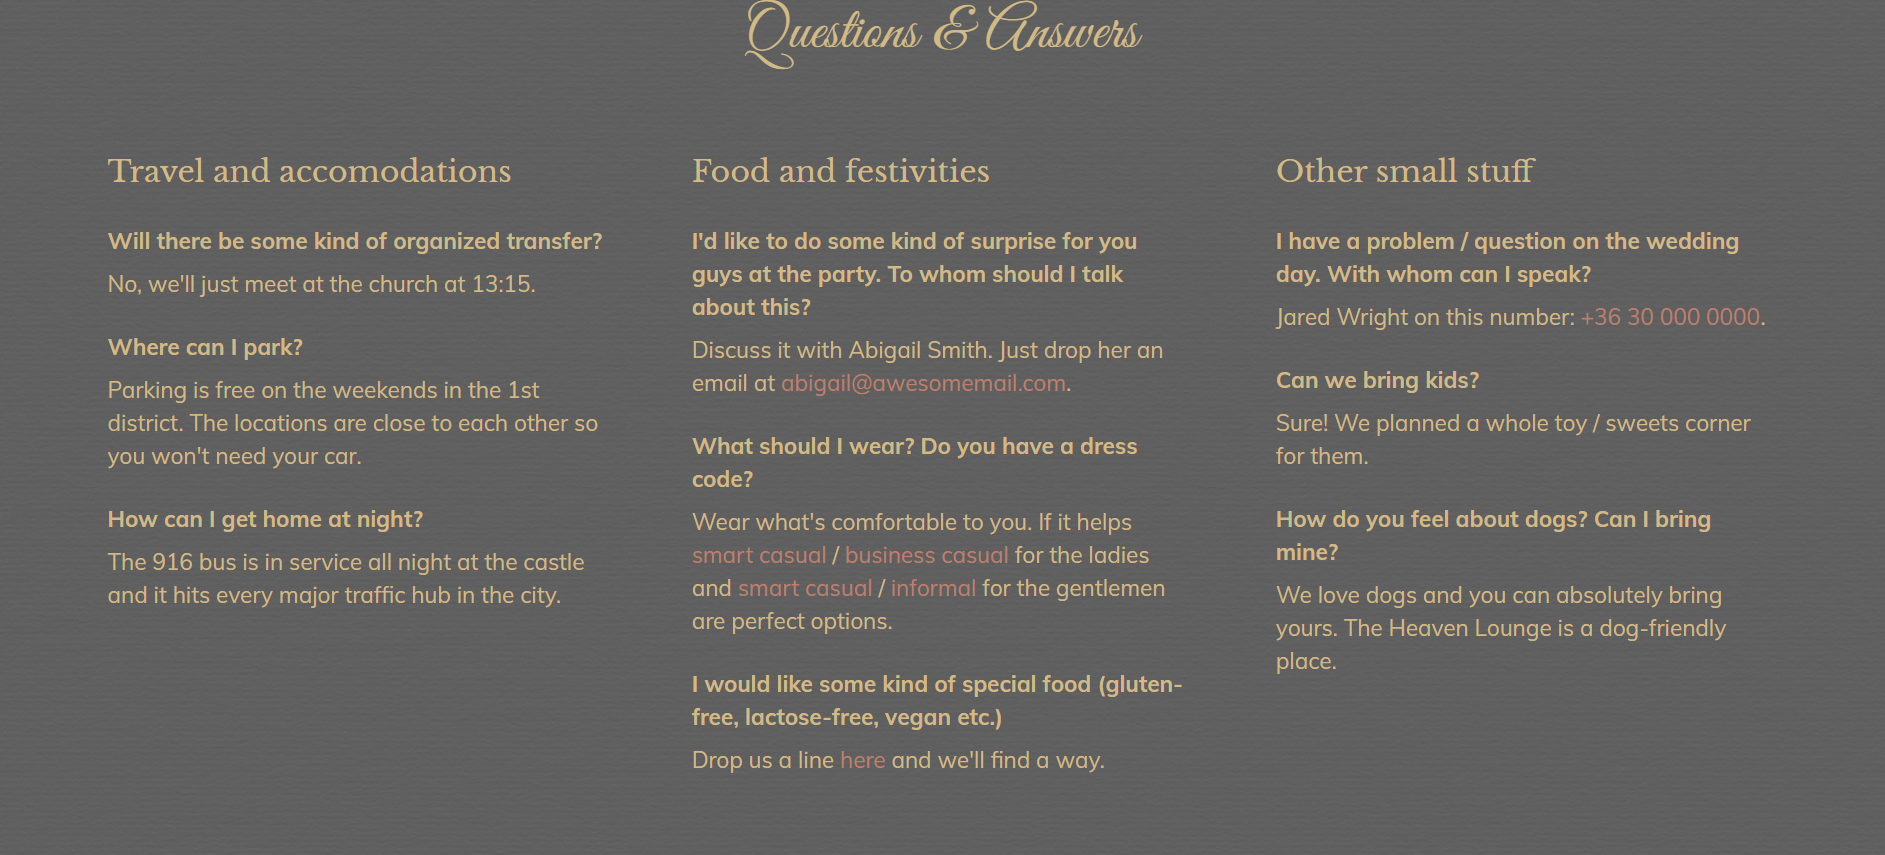 Questions & Answers
Travel and accomodations
Will there be some kind of organized transfer?
No, we'll just meet at the church at 13:15.
Where can I park?
Parking is free on the weekends in the 1st
district. The locations are close to each other so
you won't need your car.
How can I get home at night?
The 916 bus is in service all night at the castle
and it hits every major traffic hub in the city.
Food and festivities
I'd like to do some kind of surprise for you
guys at the party. To whom should I talk
about this?
Discuss it with Abigail Smith. Just drop her an
email at abigail@awesomemail.com.
What should I wear? Do you have a dress
code?
Wear what's comfortable to you. If it helps
smart casual / business casual for the ladies
and smart casual / informal for the gentlemen
are perfect options.
I would like some kind of special food (gluten-
free, lactose-free, vegan etc.)
Drop us a line here and we'll find a way.
Other small stuff
I have a problem / question on the wedding
day. With whom can I speak?
Jared Wright on this number: +36 30 000 0000.
Can we bring kids?
Sure! We planned a whole toy / sweets corner
for them.
How do you feel about dogs? Can I bring
mine?
We love dogs and you can absolutely bring
yours. The Heaven Lounge is a dog-friendly
place.